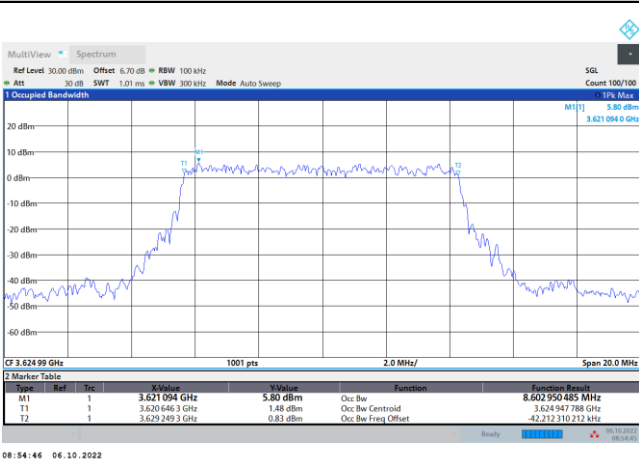 MultiView Spectrum
Ref Level 30.00 dBm Offset 6.70 dB RBW 100 kHz SGL
Att 30 dB SWT 1.01 ms VBW 300 kHz Mode Auto Sweep Count 100/100
1 Occupied Bandwidth 1Pk Max
M1[1] 5.80 dBm
3.621 094 0 GHz
20 dBm
10 dBm
M1
T1 T2
0 dBm
-10 dBm
-20 dBm
-30 dBm
-40 dBm
-50 dBm
-60 dBm
CF 3.624 99 GHz 1001 pts 2.0 MHz/ Span 20.0 MHz
2 Marker Table
Type Ref Trc X-Value Y-Value Function Function Result
M1 1 3.621 094 GHz 5.80 dBm Occ Bw 8.602 950 485 MHz
T1 1 3.620 646 3 GHz 1.48 dBm Occ Bw Centroid 3.624 947 788 GHz
T2 1 3.629 249 3 GHz 0.83 dBm Occ Bw Freq Offset -42.212 310 212 kHz
Ready 06.10.2022
08:54:45
08:54:46 06.10.2022